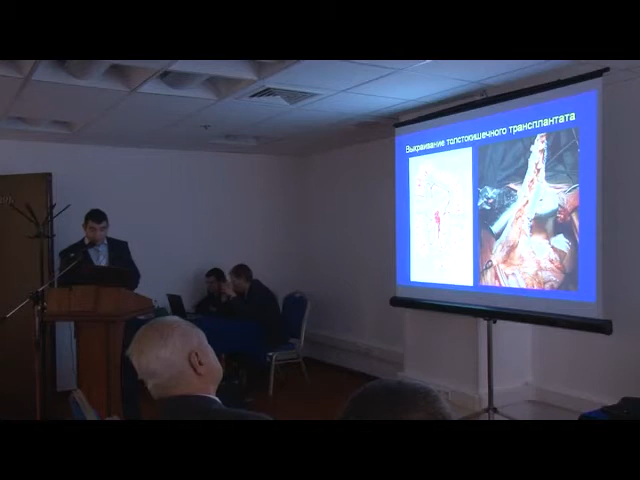 Выкраивание толстокишечного трансплантата